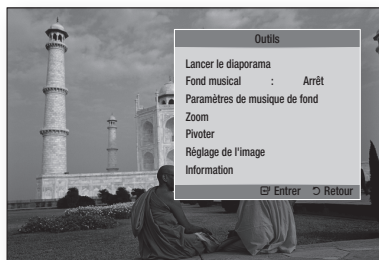 Outils
Lancer le diaporama
Fond musical : Arrêt
Paramètres de musique de fond
Zoom
Pivoter
Réglage de l'image
Information
Entrer Retour